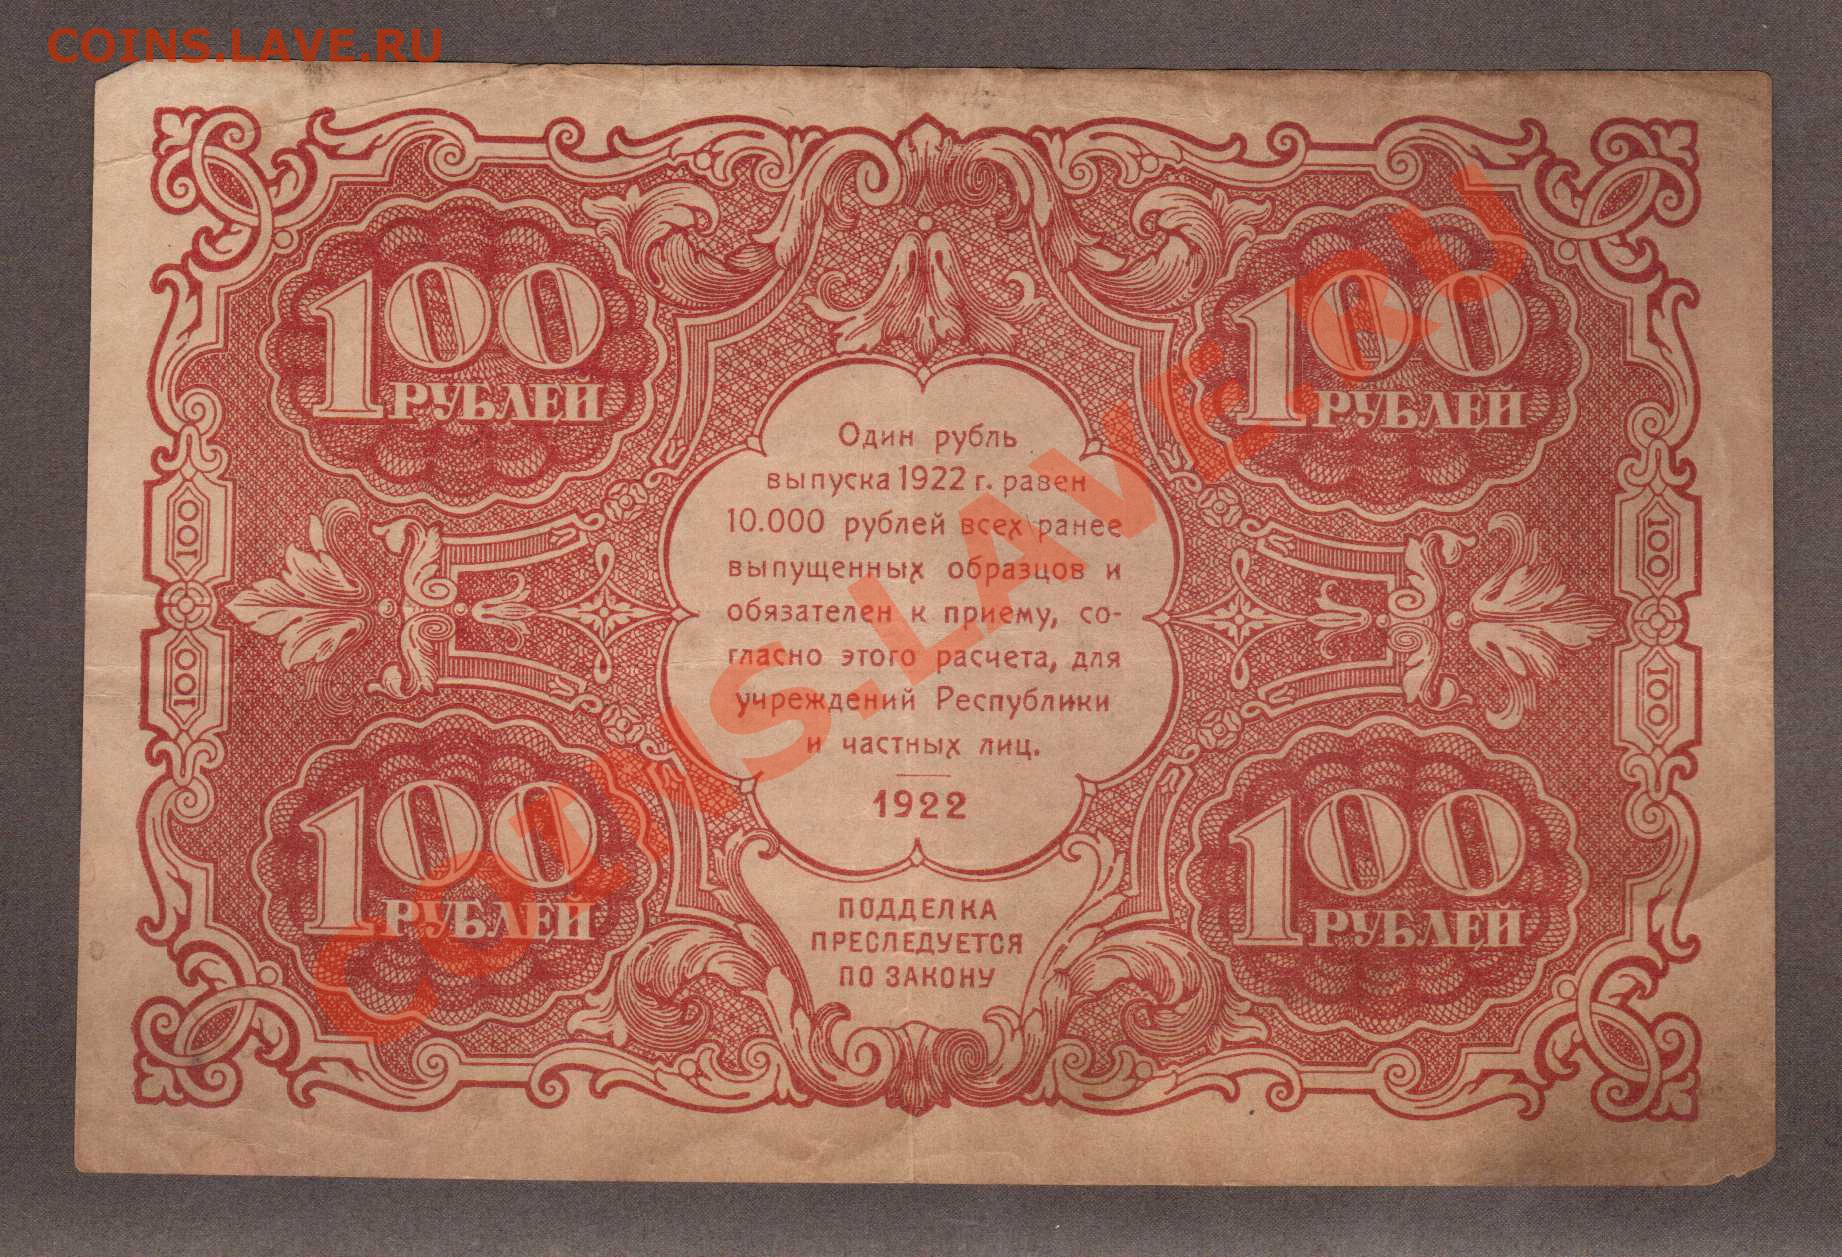 COINS.LAVE.RU
100
РУБЛЕЙ
100
РУБЛЕЙ
Один рубль
выпуска 1922 г. равен
10.000 рублей всех ранее
выпущенных образцов и
обязателен к приему, со-
гласно этого расчета, для
учреждений Республики
и частных лиц.
1922
100
100
100
100
100
РУБЛЕЙ
100
РУБЛЕЙ
ПОДДЕЛКА
ПРЕСЛЕДУЕТСЯ
ПО ЗАКОНУ
COINS.LAVE.RU